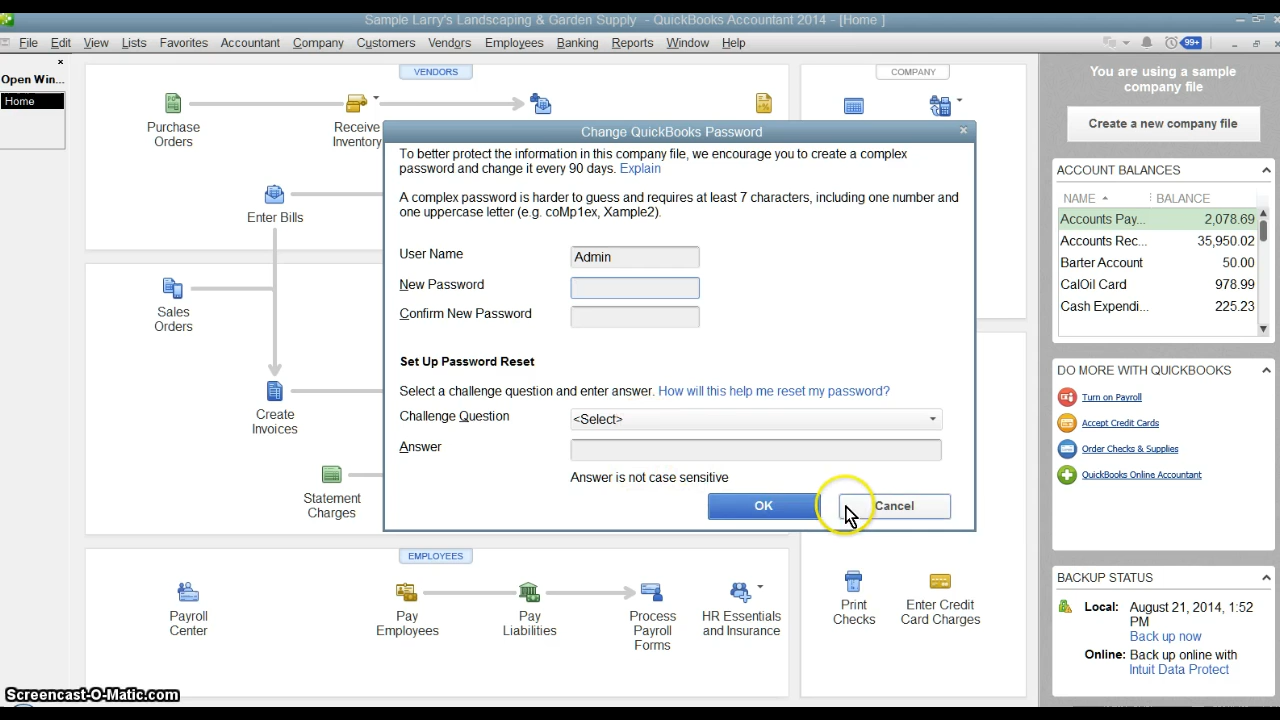 Sample Larry's Landscaping & Garden Supply - QuickBooks Accountant 2014 - [Home ]
File Edit View Lists Favorites Accountant Company Customers Vendors Employees Banking Reports Window Help
99+
Open Win...
Home
VENDORS
COMPANY
Purchase
Orders
Receive
Inventory
Enter Bills
Sales
Orders
Create
Invoices
Statement
Charges
Change QuickBooks Password
To better protect the information in this company file, we encourage you to create a complex
password and change it every 90 days. Explain
A complex password is harder to guess and requires at least 7 characters, including one number and
one uppercase letter (e.g. coMp1ex, Xample2).
User Name Admin
New Password
Confirm New Password
Set Up Password Reset
Select a challenge question and enter answer. How will this help me reset my password?
Challenge Question <Select>
Answer
Answer is not case sensitive
OK Cancel
EMPLOYEES
Payroll
Center
Pay
Employees
Pay
Liabilities
Process
Payroll
Forms
HR Essentials
and Insurance
Print
Checks
Enter Credit
Card Charges
You are using a sample
company file
Create a new company file
ACCOUNT BALANCES
NAME BALANCE
Accounts Pay... 2,078.69
Accounts Rec... 35,950.02
Barter Account 50.00
CalOil Card 978.99
Cash Expendi... 225.23
DO MORE WITH QUICKBOOKS
Turn on Payroll
Accept Credit Cards
Order Checks & Supplies
QuickBooks Online Accountant
BACKUP STATUS
Local: August 21, 2014, 1:52
PM
Back up now
Online: Back up online with
Intuit Data Protect
Screencast-O-Matic.com